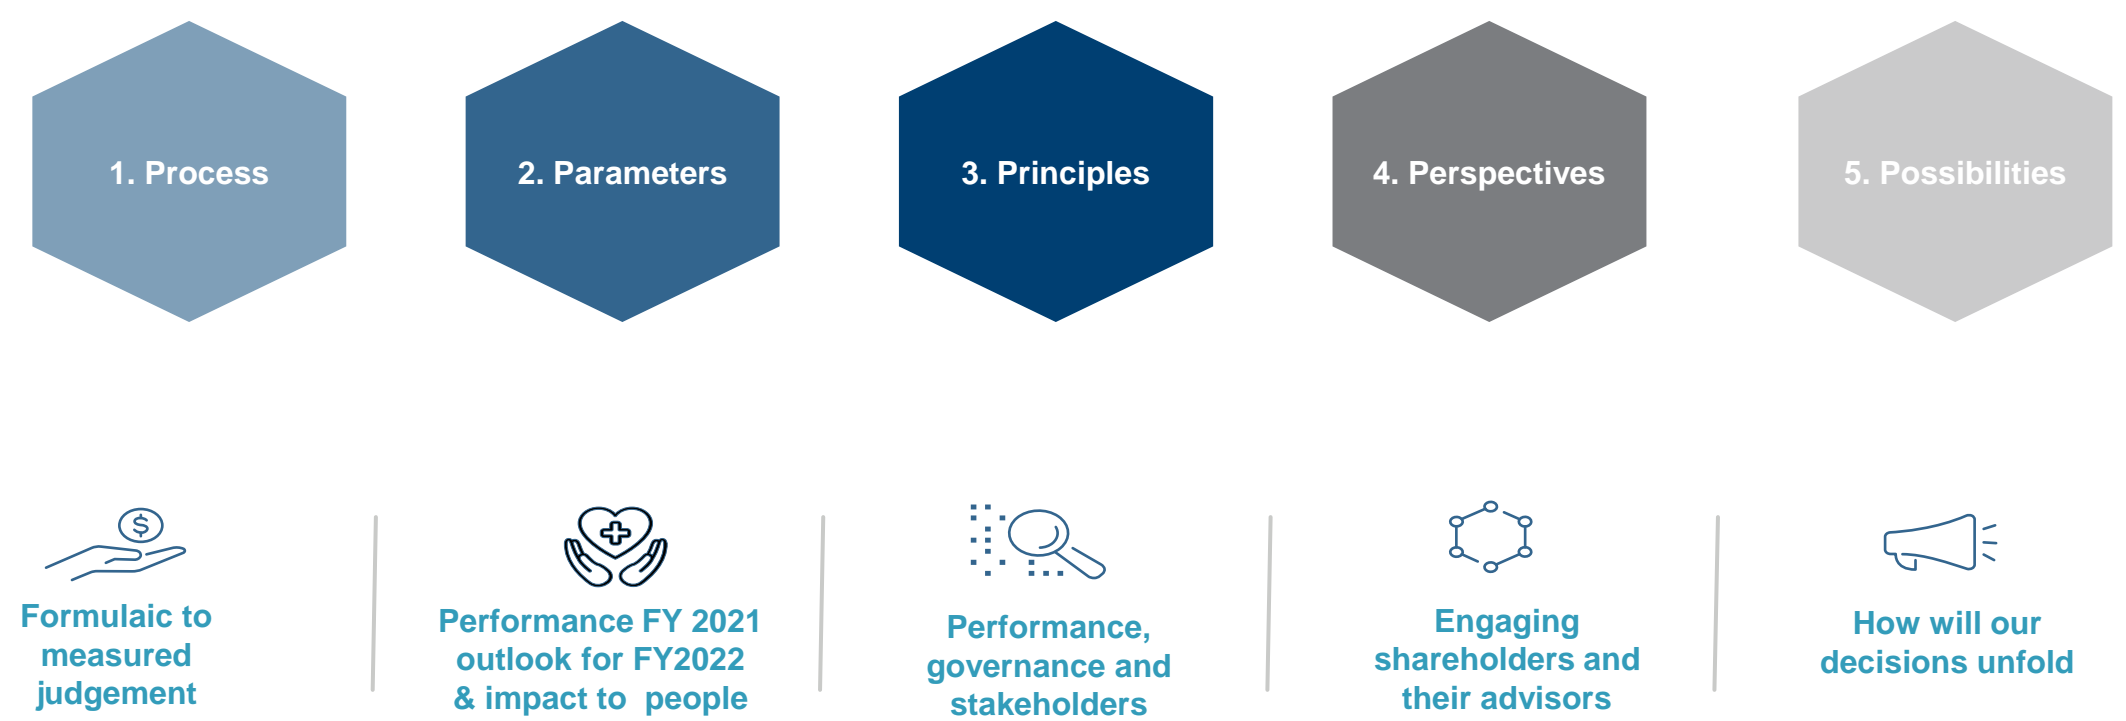 1. Process
2. Parameters
3. Principles
4. Perspectives
5. Possibilities
$
Formulaic to
measured
judgement
Performance FY 2021
outlook for FY2022
& impact to  people
Performance,
governance and
stakeholders
Engaging
shareholders and
their advisors
How will our
decisions unfold